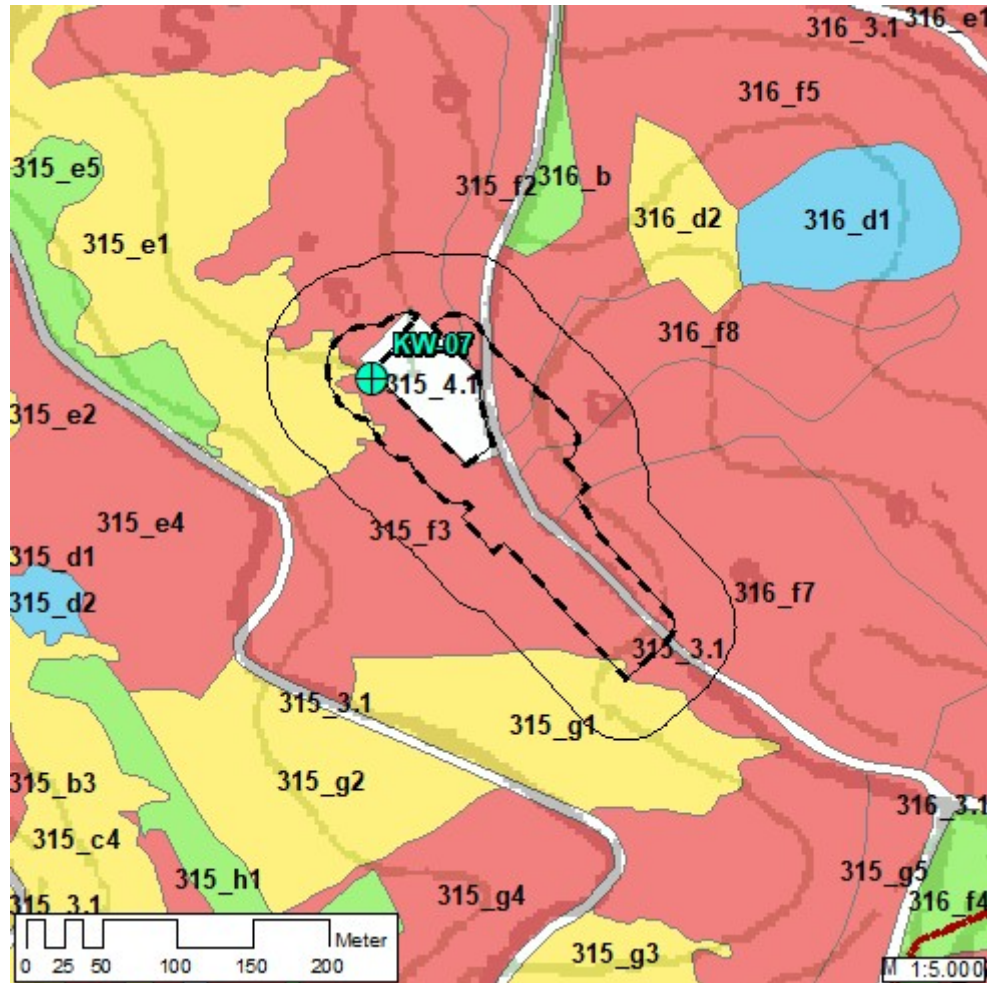 316_3.1
316_e1
316_f5
315_e5
315_f2
316_b
316_d2
316_d1
315_e1
316_f8
KW-07
315_4.1
315_e2
315_e4
315_f3
315_d1
315_d2
316_f7
315_3.1
315_3.1
315_g1
315_g2
315_b3
315_c4
316_3.1
315_h1
315_g4
315_g5
316_f4
315_3.1
315_g3
Meter
0 25 50 100 150 200
M 1:5.000
S